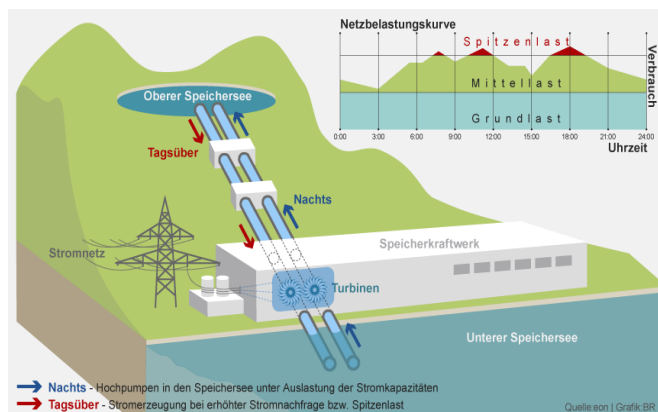 Netzbelastungskurve
Spitzenlast
Mittellast
Grundlast
Verbrauch
0:00 3:00 6:00 9:00 12:00 15:00 18:00 21:00 24:00
Uhrzeit
Oberer Speichersee
Tagsüber
Nachts
Stromnetz
Speicherkraftwerk
Turbinen
Unterer Speichersee
Nachts - Hochpumpen in den Speichersee unter Auslastung der Stromkapazitäten
Tagsüber - Stromerzeugung bei erhöhter Stromnachfrage bzw. Spitzenlast
Quelle:eon | Grafik:BR